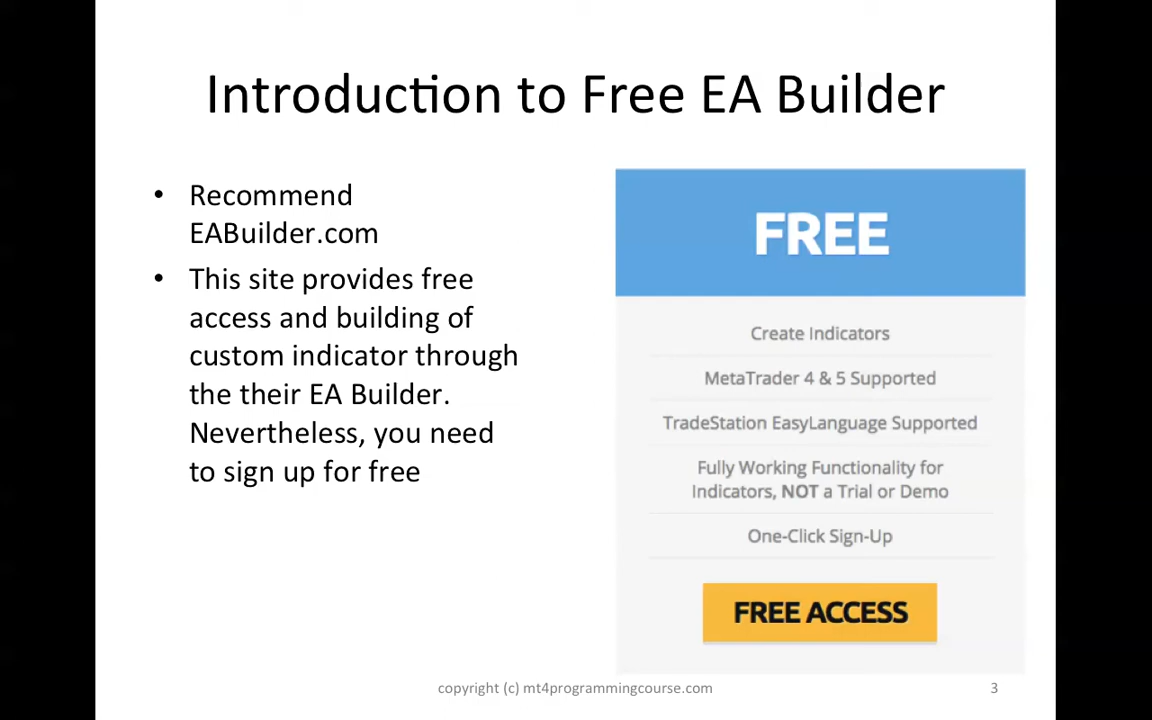 Introduction to Free EA Builder
• Recommend
EABuilder.com
• This site provides free
access and building of
custom indicator through
the their EA Builder.
Nevertheless, you need
to sign up for free
FREE
Create Indicators
MetaTrader 4 & 5 Supported
TradeStation EasyLanguage Supported
Fully Working Functionality for
Indicators, NOT a Trial or Demo
One-Click Sign-Up
FREE ACCESS
copyright (c) mt4programmingcourse.com
3